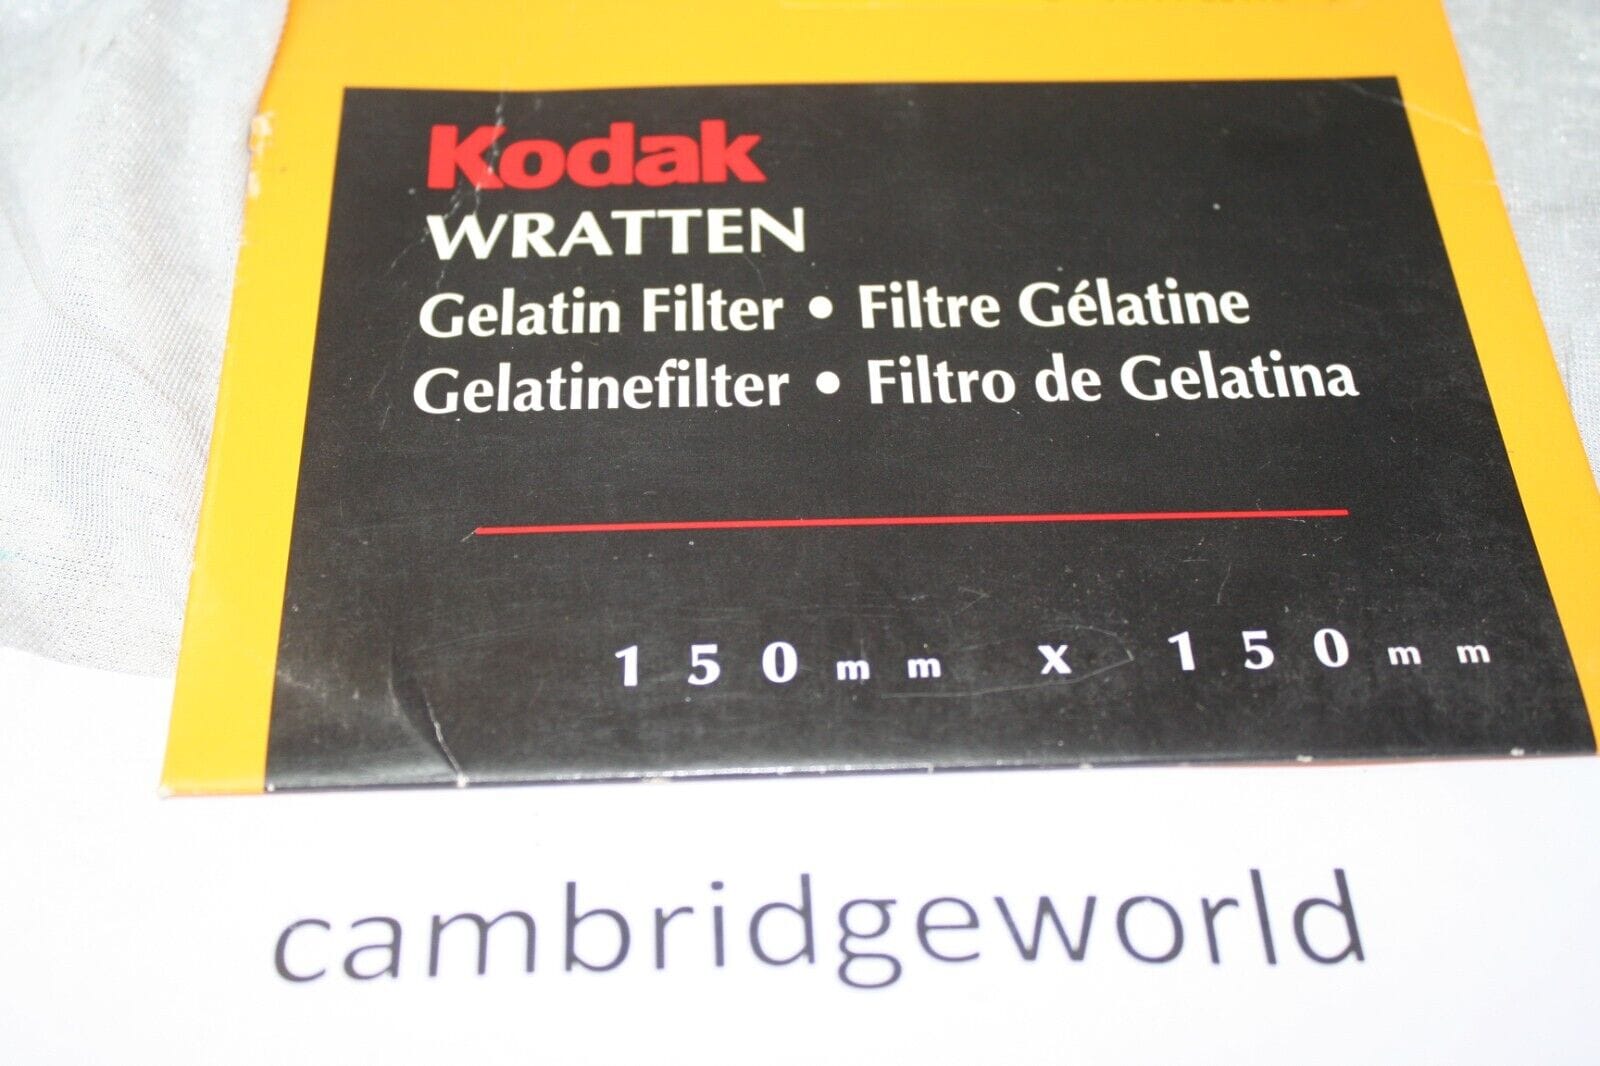 Kodak
WRATTEN
Gelatin Filter • Filtre Gélatine
Gelatinefilter • Filtro de Gelatina
150mm x 150mm
cambridgeworld